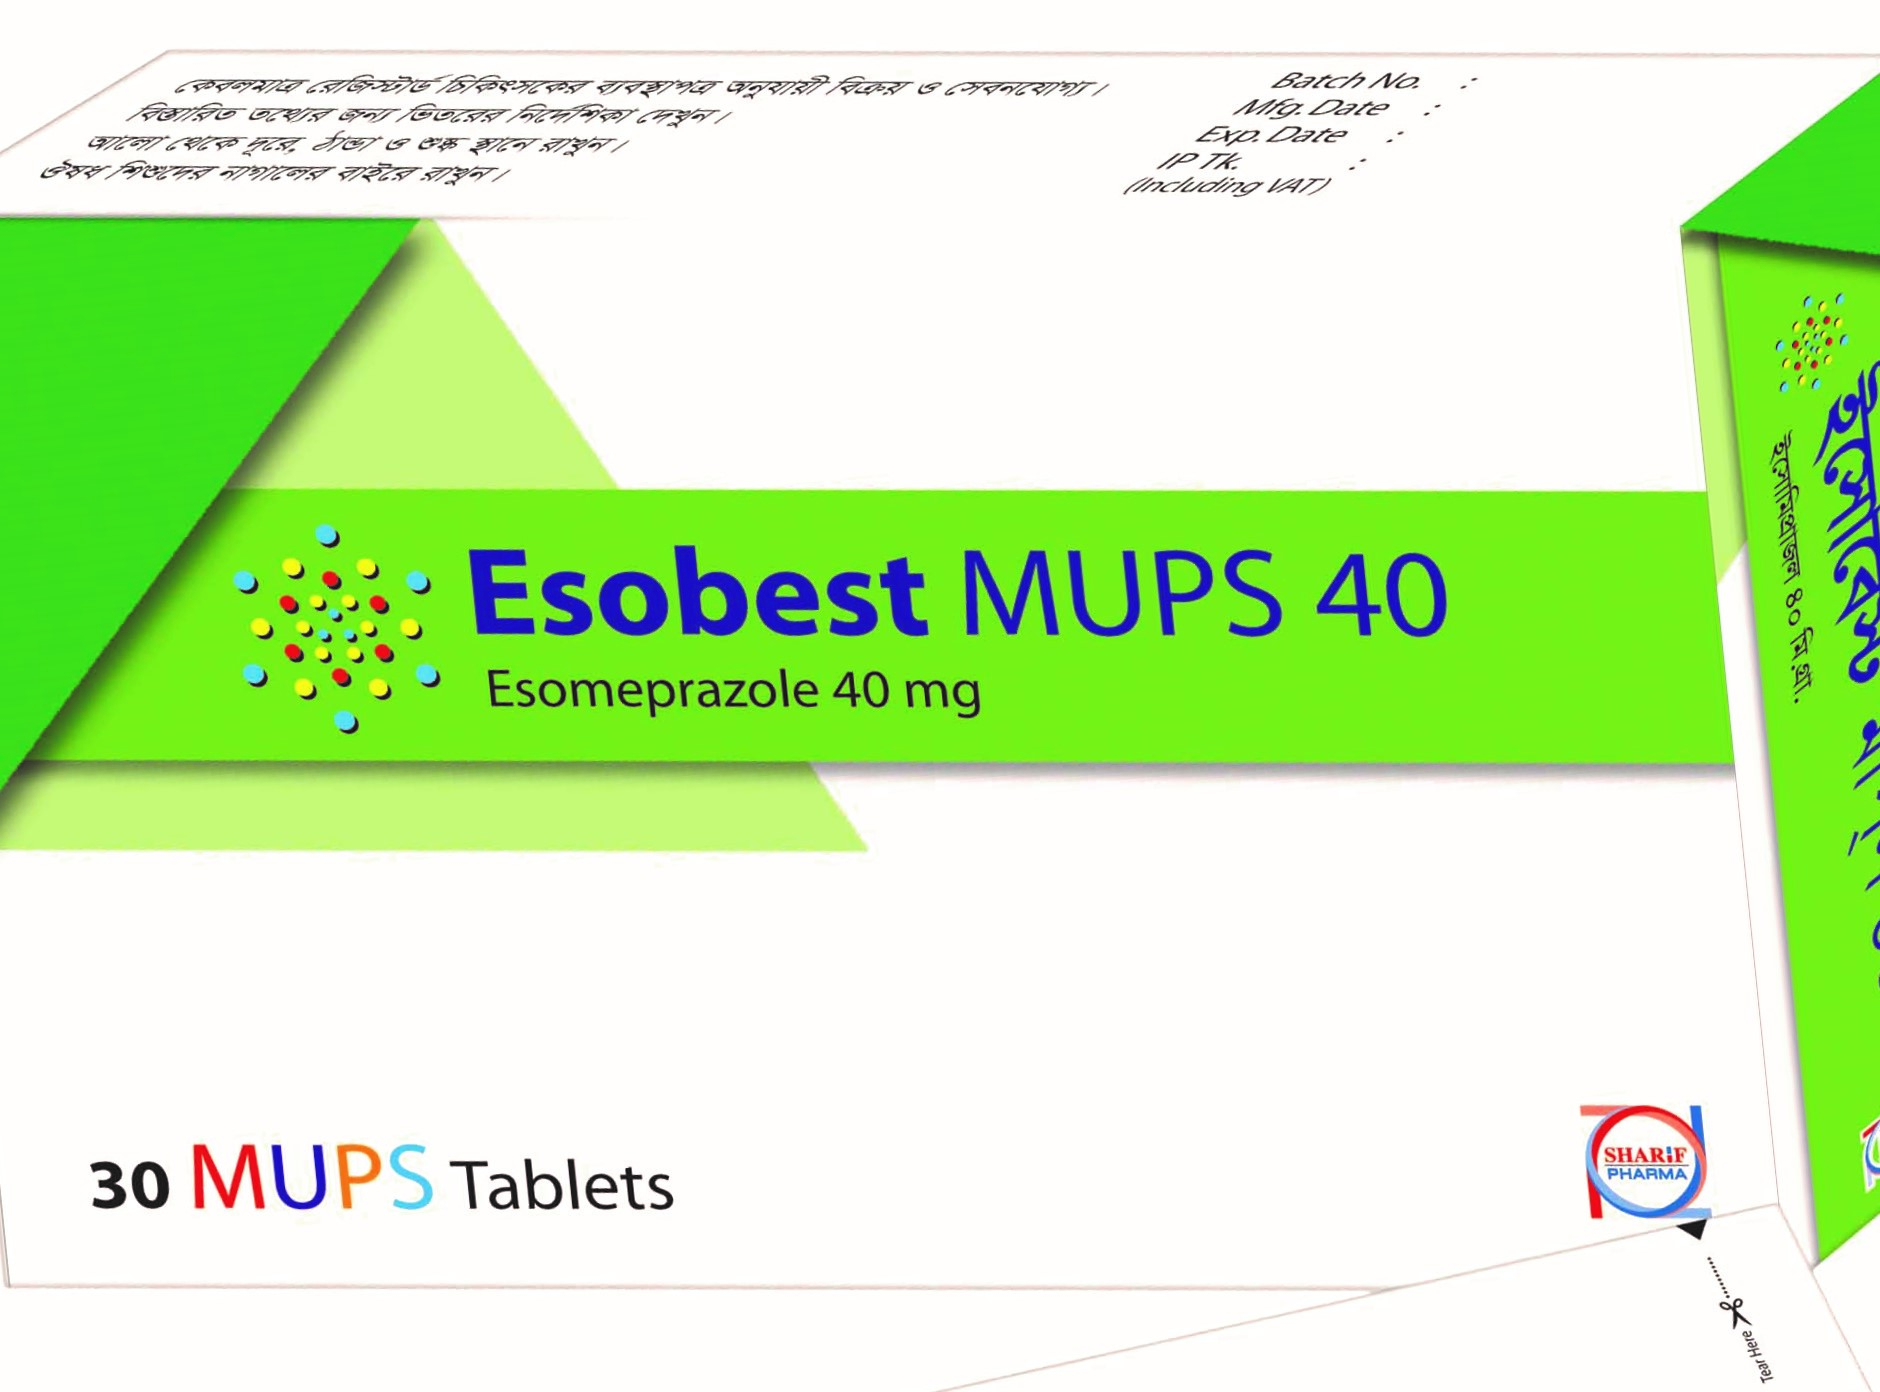 কেবলমাত্র রেজিস্টার্ড চিকিৎসকের ব্যবস্থাপত্র অনুযায়ী বিক্রয় ও সেবনযোগ্য।
বিস্তারিত তথ্যের জন্য ভিতরের নির্দেশিকা দেখুন।
আলো থেকে দূরে, ঠান্ডা ও শুষ্ক স্থানে রাখুন।
ঔষধ শিশুদের নাগালের বাইরে রাখুন।
Batch No. :
Mfg. Date :
Exp. Date :
IP Tk. :
(Including VAT)
Esobest MUPS 40
Esomeprazole 40 mg
30 MUPS Tablets
SHARIF
PHARMA
Tear Here
ইসোমিপ্রাজল ৪০ মি.গ্রা.